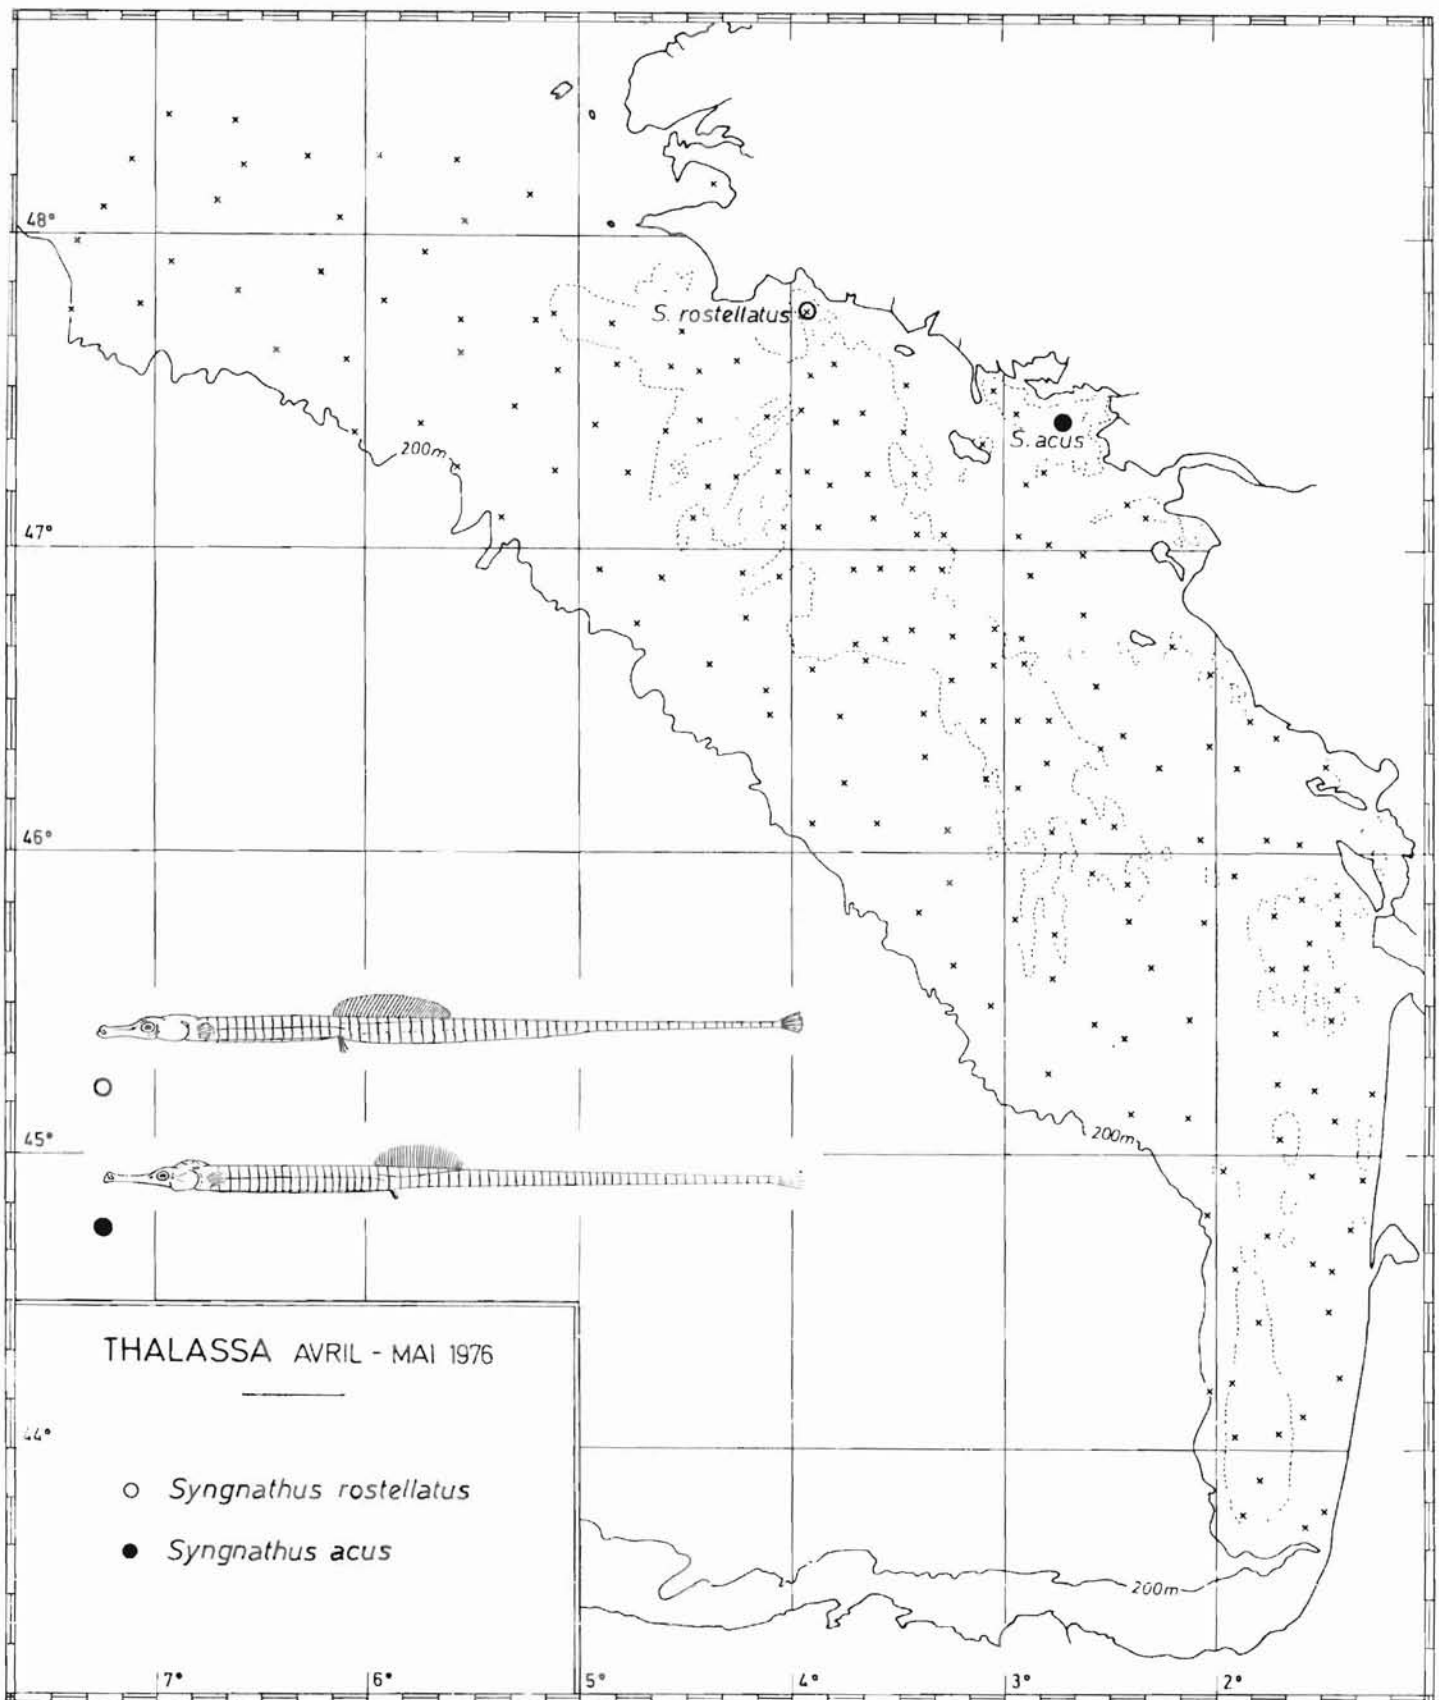 48°
S. rostellatus
S. acus
200m
47°
46°
45°
200m
THALASSA AVRIL - MAI 1976
44°
○ Syngnathus rostellatus
● Syngnathus acus
200m
7° 6° 5° 4° 3° 2°